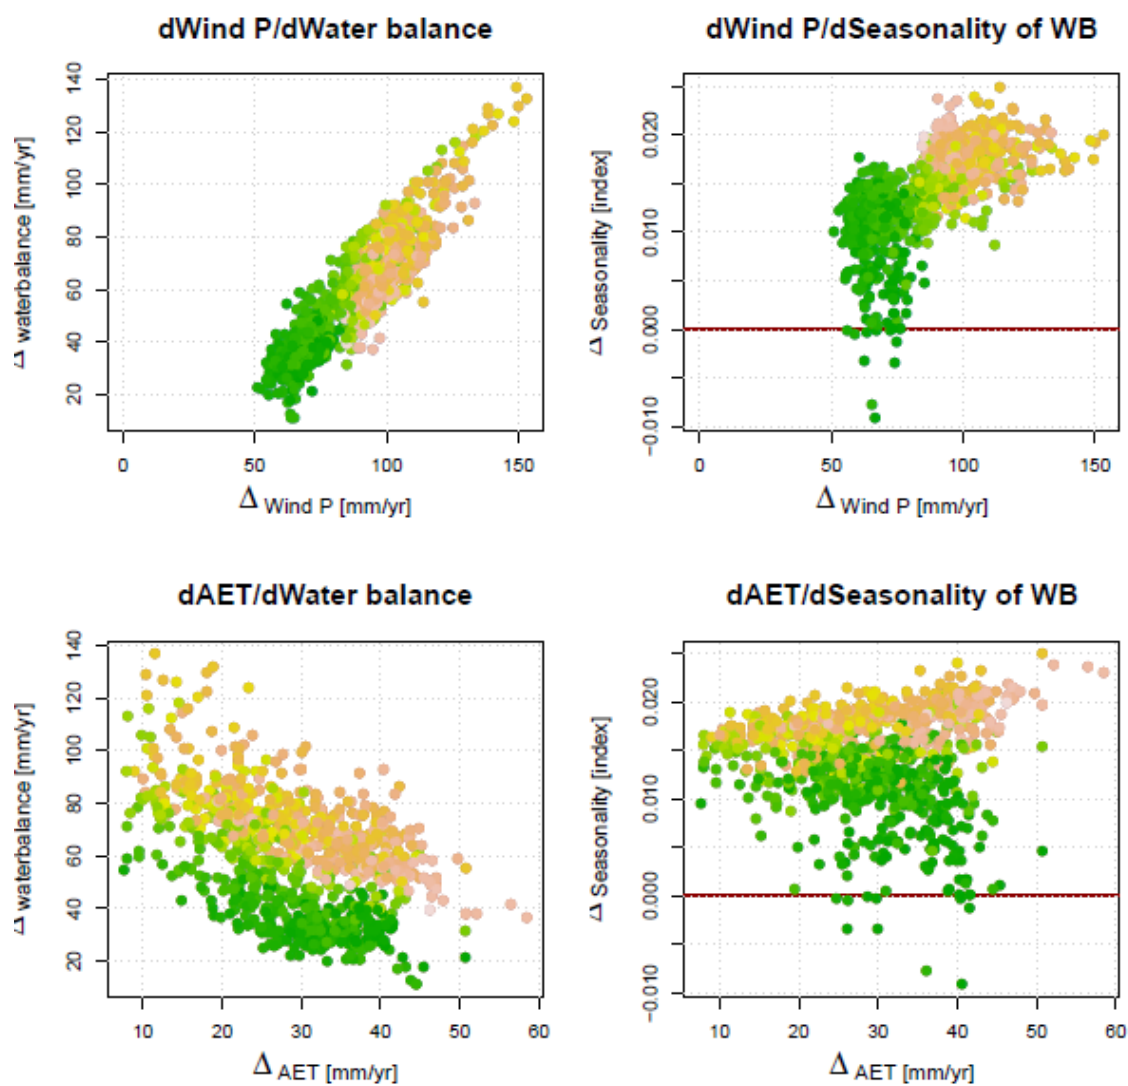 dWind P/dWater balance
140
120
100
80
60
40
20
Δ waterbalance [mm/yr]
0 50 100 150
Δ Wind P [mm/yr]
dWind P/dSeasonality of WB
0.020
0.010
0.000
−0.010
Δ Seasonality [index]
0 50 100 150
Δ Wind P [mm/yr]
dAET/dWater balance
140
120
100
80
60
40
20
Δ waterbalance [mm/yr]
10 20 30 40 50 60
Δ AET [mm/yr]
dAET/dSeasonality of WB
0.020
0.010
0.000
−0.010
Δ Seasonality [index]
10 20 30 40 50 60
Δ AET [mm/yr]